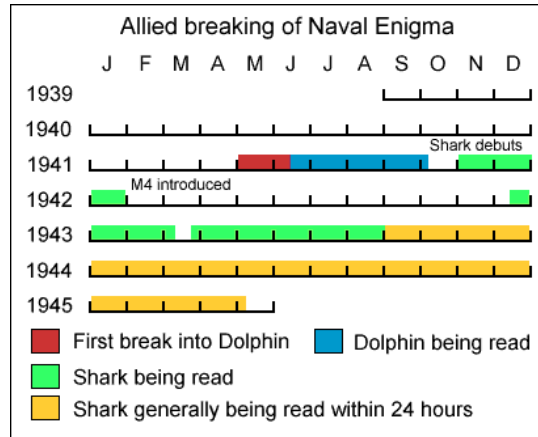 Allied breaking of Naval Enigma
J F M A M J J A S O N D
1939
1940
Shark debuts
1941
M4 introduced
1942
1943
1944
1945
First break into Dolphin Dolphin being read
Shark being read
Shark generally being read within 24 hours